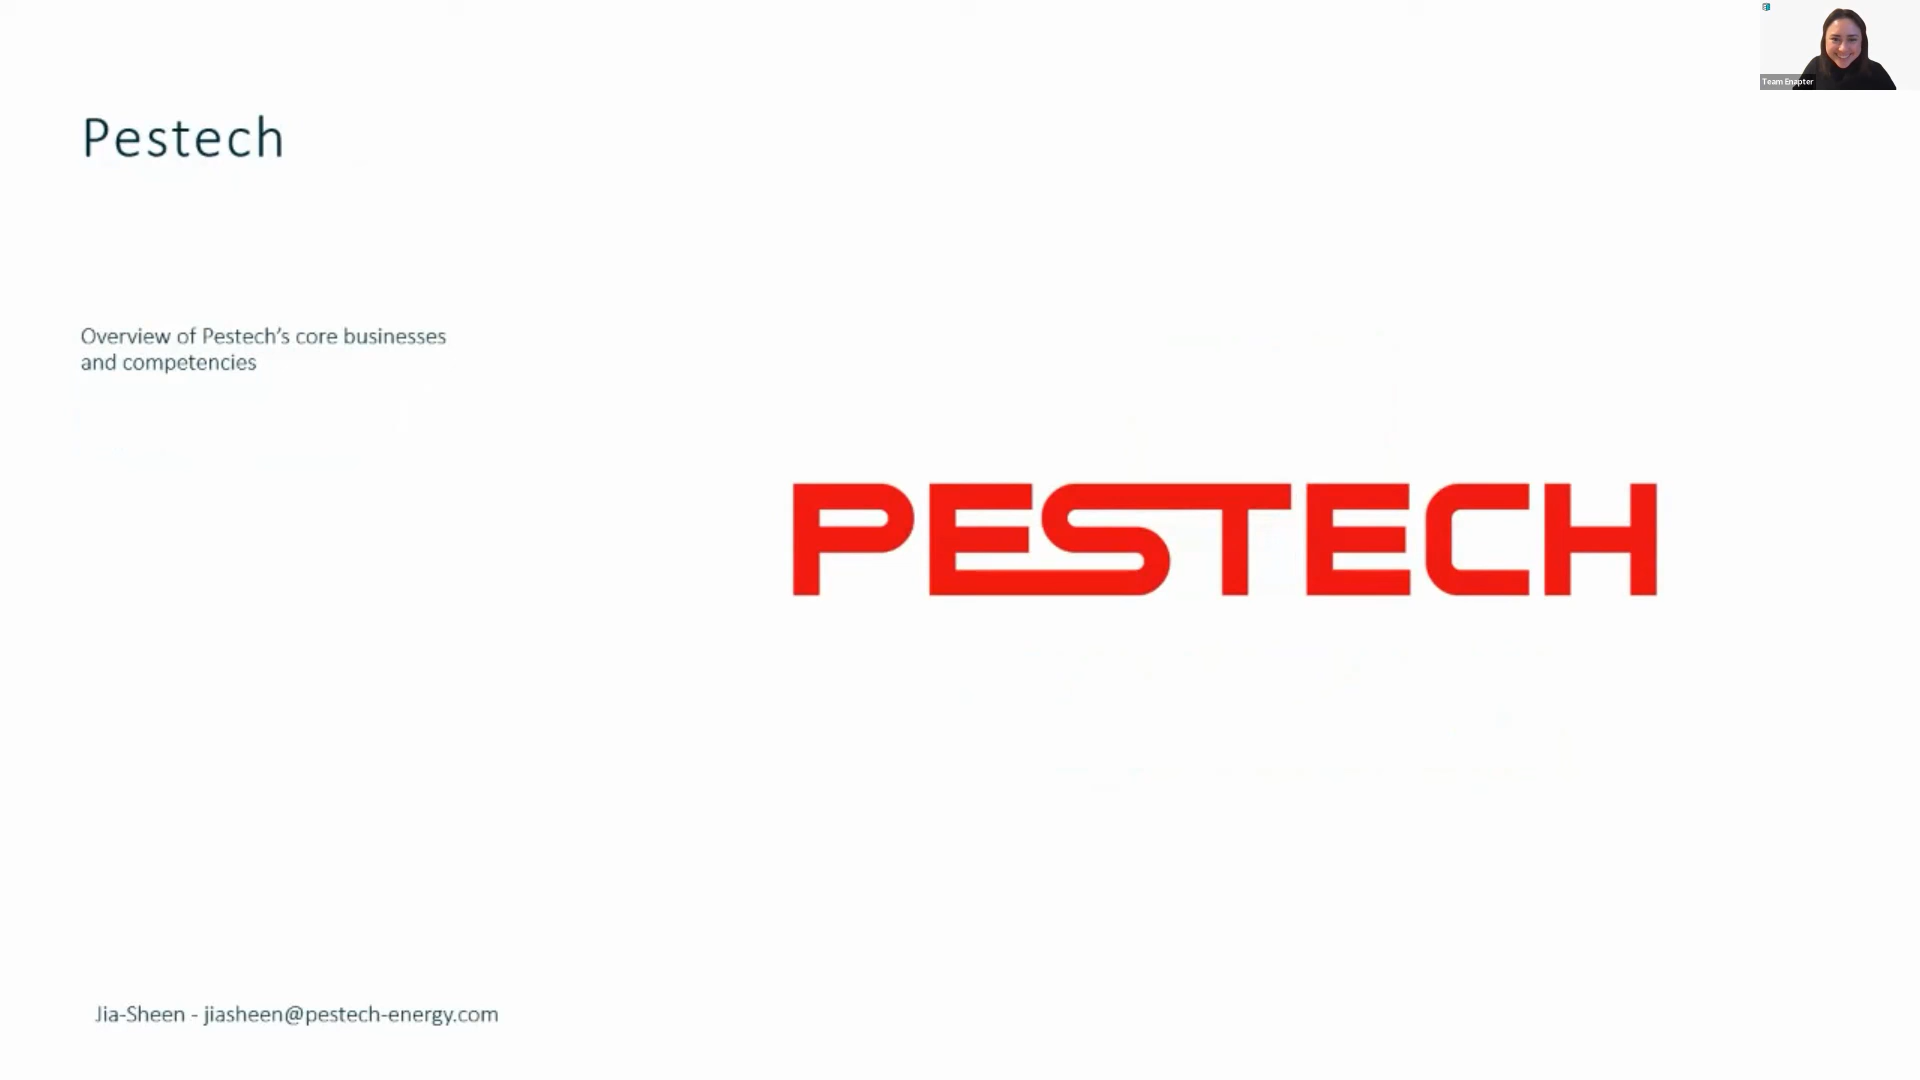 Team Enapter
Pestech
Overview of Pestech's core businesses
and competencies
PESTECH
Jia-Sheen - jiasheen@pestech-energy.com